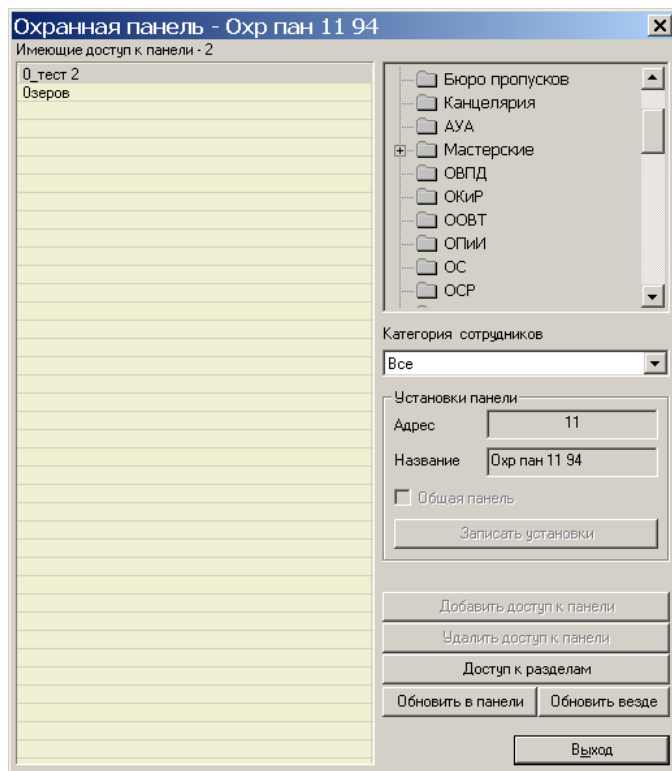 Охранная панель - Охр пан 11 94
Имеющие доступ к панели - 2
0_тест 2
0зеров
Бюро пропусков
Канцелярия
АУА
Мастерские
ОВПД
ОКиР
ООВТ
ОПиИ
ОС
ОСР
Категория сотрудников
Все
Установки панели
Адрес 11
Название Охр пан 11 94
Общая панель
Записать установки
Добавить доступ к панели
Удалить доступ к панели
Доступ к разделам
Обновить в панели Обновить везде
Выход